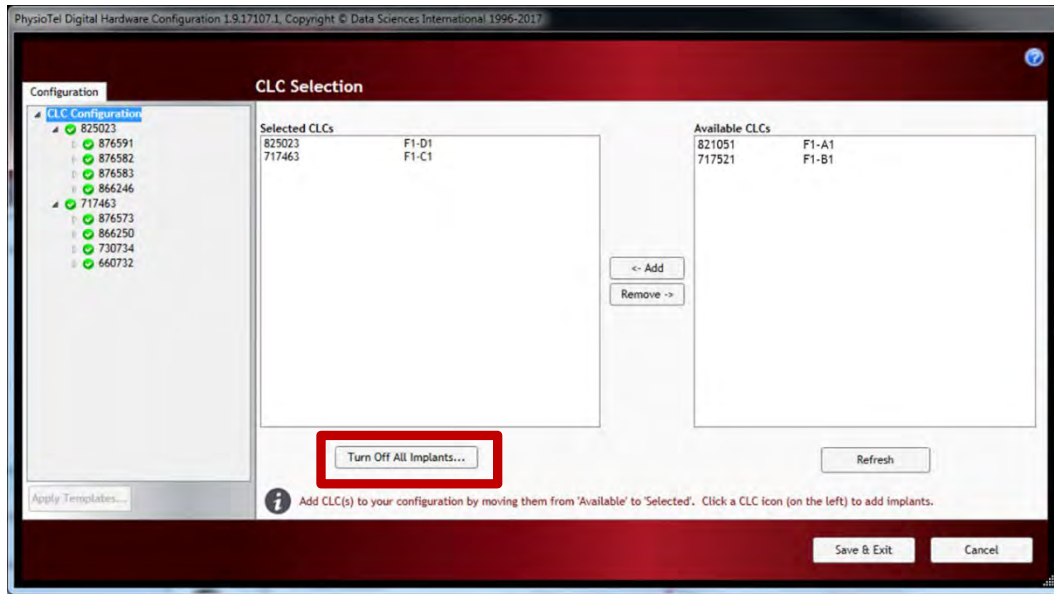 PhysioTel Digital Hardware Configuration 1.9.17107.1, Copyright © Data Sciences International 1996-2017
Configuration
CLC Selection
CLC Configuration
825023
876591
876582
876583
866246
717463
876573
866250
730734
660732
Selected CLCs
825023 F1-D1
717463 F1-C1
Available CLCs
821051 F1-A1
717521 F1-B1
<- Add
Remove ->
Turn Off All Implants...
Refresh
Apply Templates...
Add CLC(s) to your configuration by moving them from 'Available' to 'Selected'. Click a CLC icon (on the left) to add implants.
Save & Exit
Cancel